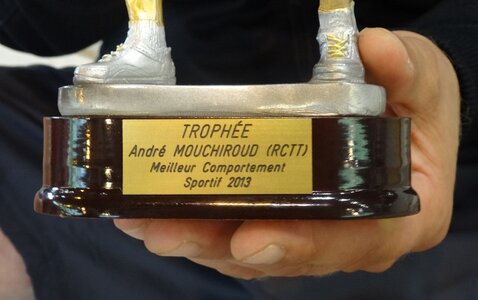 TROPHÉE
André MOUCHIROUD (RCTT)
Meilleur Comportement
Sportif 2013